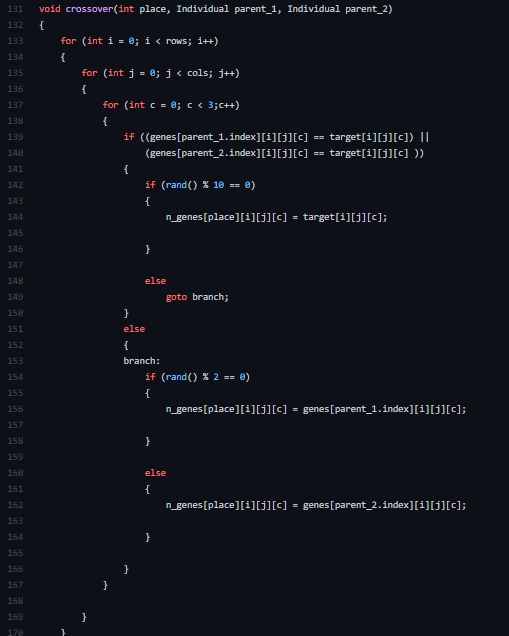 131 void crossover(int place, Individual parent_1, Individual parent_2)
132 {
133     for (int i = 0; i < rows; i++)
134     {
135         for (int j = 0; j < cols; j++)
136         {
137             for (int c = 0; c < 3;c++)
138             {
139                 if ((genes[parent_1.index][i][j][c] == target[i][j][c]) ||
140                     (genes[parent_2.index][i][j][c] == target[i][j][c] ))
141                 {
142                     if (rand() % 10 == 0)
143                     {
144                         n_genes[place][i][j][c] = target[i][j][c];
145
146                     }
147
148                     else
149                         goto branch;
150                 }
151                 else
152                 {
153                 branch:
154                     if (rand() % 2 == 0)
155                     {
156                         n_genes[place][i][j][c] = genes[parent_1.index][i][j][c];
157
158                     }
159
160                     else
161                     {
162                         n_genes[place][i][j][c] = genes[parent_2.index][i][j][c];
163
164                     }
165
166                 }
167             }
168
169         }
170     }